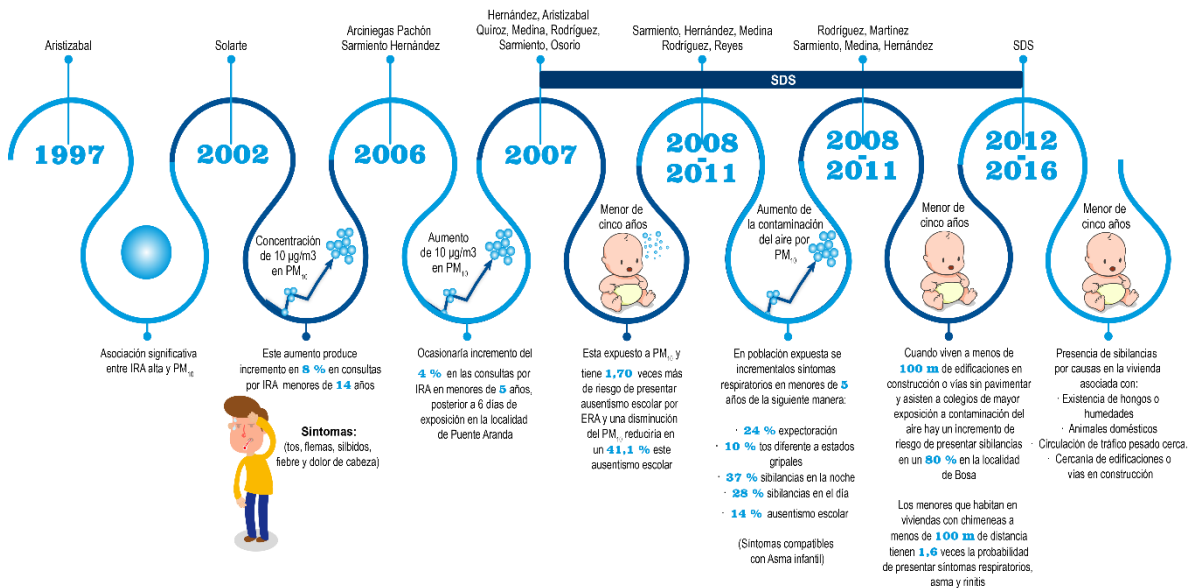 Aristizabal
1997
Asociación significativa
entre IRA alta y PM10
Solarte
2002
Concentración
de 10 µg/m3
en PM10
Este aumento produce
incremento en 8 % en consultas
por IRA menores de 14 años
Sintomas:
(tos, flemas, silbidos,
fiebre y dolor de cabeza)
Arciniegas Pachón
Sarmiento Hernández
2006
Aumento
de 10 µg/m3
en PM10
Ocasionaría incremento del
4 % en las consultas por
IRA en menores de 5 años,
posterior a 6 días de
exposición en la localidad
de Puente Aranda
Hernández, Aristizabal
Quiroz, Medina, Rodríguez,
Sarmiento, Osorio
SDS
2007
Menor de
cinco años
Esta expuesto a PM10 y
tiene 1,70 veces más
de riesgo de presentar
ausentismo escolar por
ERA y una disminución
del PM10 reduciría en
un 41,1 % este
ausentismo escolar
Sarmiento, Hernández, Medina
Rodríguez, Reyes
2008
-
2011
Aumento de
la contaminación
del aire por
PM10
En población expuesta se
incrementalos síntomas
respiratorios en menores de 5
años de la siguiente manera:
· 24 % expectoración
· 10 % tos diferente a estados
gripales
· 37 % sibilancias en la noche
· 28 % sibilancias en el día
· 14 % ausentismo escolar
(Síntomas compatibles
con Asma infantil)
Rodríguez, Martínez
Sarmiento, Medina, Hernández
2008
-
2011
Menor de
cinco años
Cuando viven a menos de
100 m de edificaciones en
construcción o vías sin pavimentar
y asisten a colegios de mayor
exposición a contaminación del
aire hay un incremento de
riesgo de presentar sibilancias
en un 80 % en la localidad
de Bosa
Los menores que habitan en
viviendas con chimeneas a
menos de 100 m de distancia
tienen 1,6 veces la probabilidad
de presentar síntomas respiratorios,
asma y rinitis
SDS
2012
-
2016
Menor de
cinco años
Presencia de sibilancias
por causas en la vivienda
asociada con:
· Existencia de hongos o
humedades
· Animales domésticos
· Circulación de tráfico pesado cerca.
· Cercanía de edificaciones o
vías en construcción